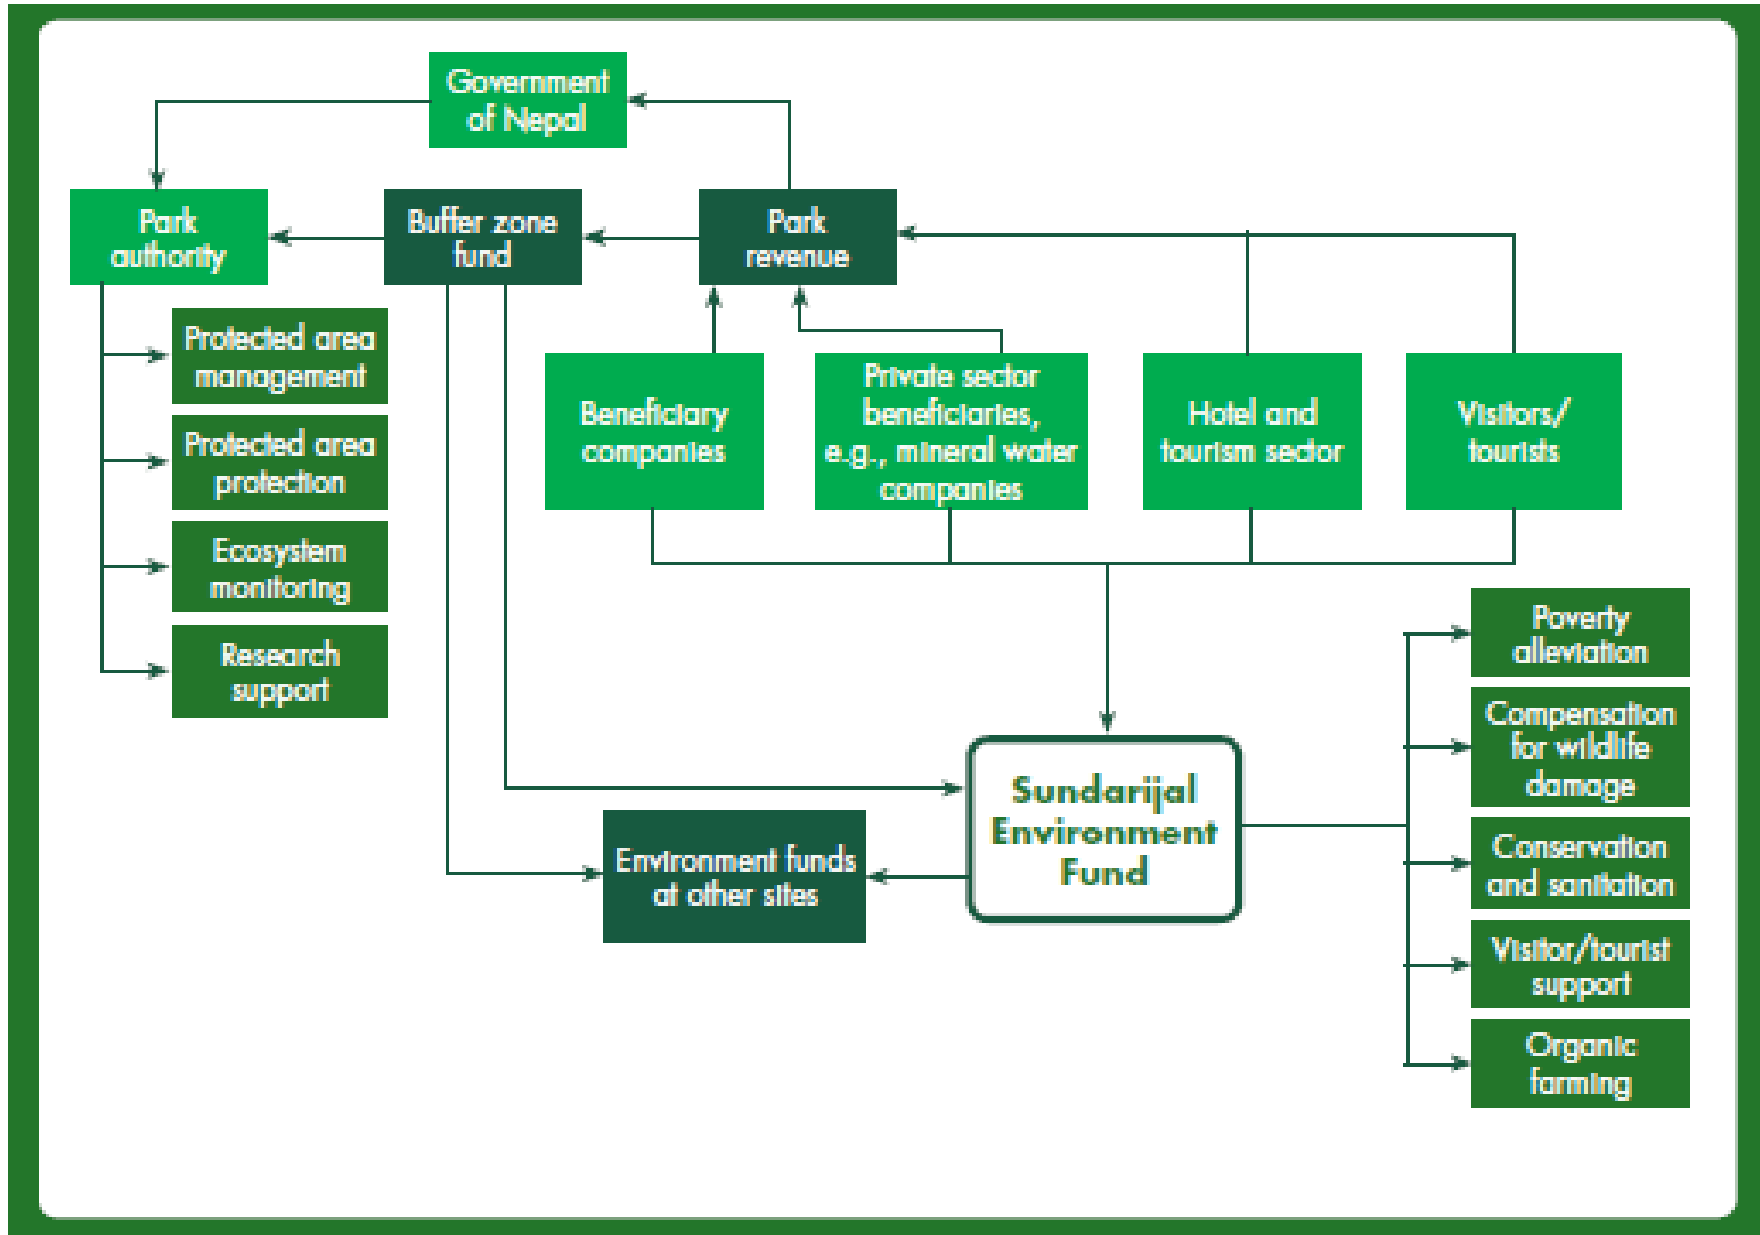 Government
of Nepal
Park
authority
Buffer zone
fund
Park
revenue
Protected area
management
Protected area
protection
Ecosystem
monitoring
Research
support
Beneficiary
companies
Private sector
beneficiaries,
e.g., mineral water
companies
Hotel and
tourism sector
Visitors/
tourists
Sundarijal
Environment
Fund
Environment funds
at other sites
Poverty
alleviation
Compensation
for wildlife
damage
Conservation
and sanitation
Visitor/tourist
support
Organic
farming